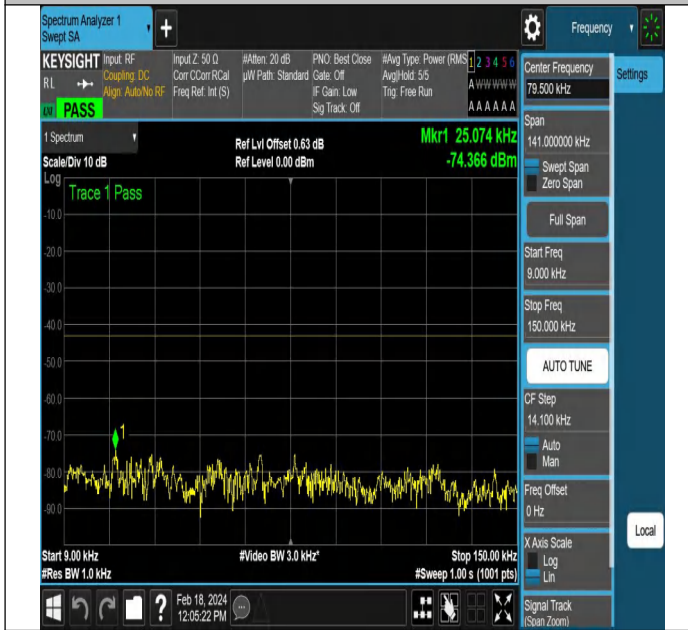 Spectrum Analyzer 1
Swept SA
+
Frequency
KEYSIGHT
RL
PASS
Input: RF
Coupling: DC
Align: Auto/No RF
Input Z: 50 Ω
Corr CCorr RCal
Freq Ref: Int (S)
#Atten: 20 dB
µW Path: Standard
PNO: Best Close
Gate: Off
IF Gain: Low
Sig Track: Off
#Avg Type: Power (RMS
Avg|Hold: 5/5
Trig: Free Run
1 2 3 4 5 6
A W W W W W
A A A A A A
Center Frequency
79.500 kHz
Settings
Span
141.000000 kHz
Swept Span
Zero Span
Full Span
Start Freq
9.000 kHz
Stop Freq
150.000 kHz
AUTO TUNE
CF Step
14.100 kHz
Auto
Man
Freq Offset
0 Hz
X Axis Scale
Log
Lin
Signal Track
(Span Zoom)
Local
1 Spectrum
Scale/Div 10 dB
Ref Lvl Offset 0.63 dB
Ref Level 0.00 dBm
Mkr1 25.074 kHz
-74.366 dBm
Log
Trace 1 Pass
-10.0
-20.0
-30.0
-40.0
-50.0
-60.0
-70.0
-80.0
-90.0
1
Start 9.00 kHz
#Res BW 1.0 kHz
#Video BW 3.0 kHz*
Stop 150.00 kHz
#Sweep 1.00 s (1001 pts)
?
Feb 18, 2024
12:05:22 PM